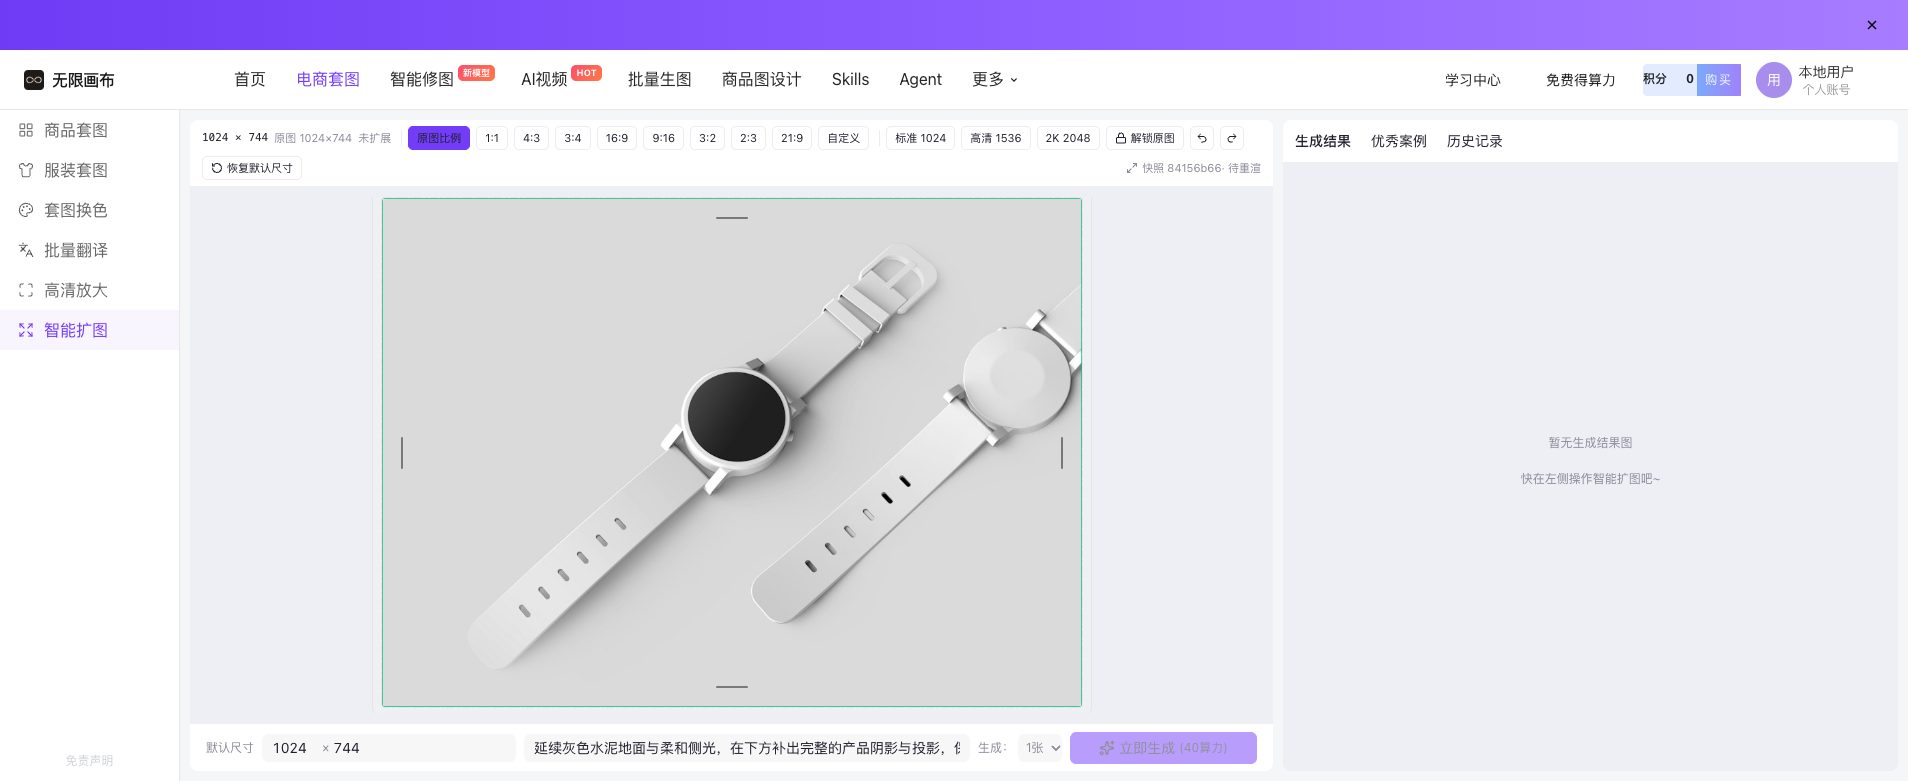 无限画布
首页 电商套图 智能修图 新模型 AI视频 HOT 批量生图 商品图设计 Skills Agent 更多
学习中心 免费得算力 积分 0 购买 用 本地用户
个人账号
商品套图
服装套图
套图换色
批量翻译
高清放大
智能扩图
免责声明
1024 × 744 原图 1024×744 未扩展 原图比例 1:1 4:3 3:4 16:9 9:16 3:2 2:3 21:9 自定义 标准 1024 高清 1536 2K 2048 解锁原图
恢复默认尺寸 快照 84156b66· 待重渲
默认尺寸 1024 × 744 延续灰色水泥地面与柔和侧光，在下方补出完整的产品阴影与投影， 生成： 1张 立即生成 (40算力)
生成结果 优秀案例 历史记录
暂无生成结果图
快在左侧操作智能扩图吧~